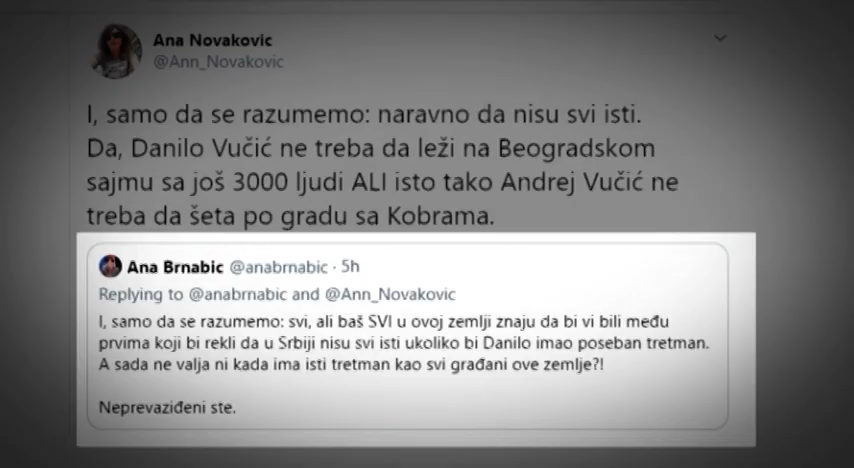 Ana Novakovic
@Ann_Novakovic
I, samo da se razumemo: naravno da nisu svi isti.
Da, Danilo Vučić ne treba da leži na Beogradskom
sajmu sa još 3000 ljudi ALI isto tako Andrej Vučić ne
treba da šeta po gradu sa Kobrama.
Ana Brnabic @anabrnabic · 5h
Replying to @anabrnabic and @Ann_Novakovic
I, samo da se razumemo: svi, ali baš SVI u ovoj zemlji znaju da bi vi bili među
prvima koji bi rekli da u Srbiji nisu svi isti ukoliko bi Danilo imao poseban tretman.
A sada ne valja ni kada ima isti tretman kao svi građani ove zemlje?!
Neprevaziđeni ste.